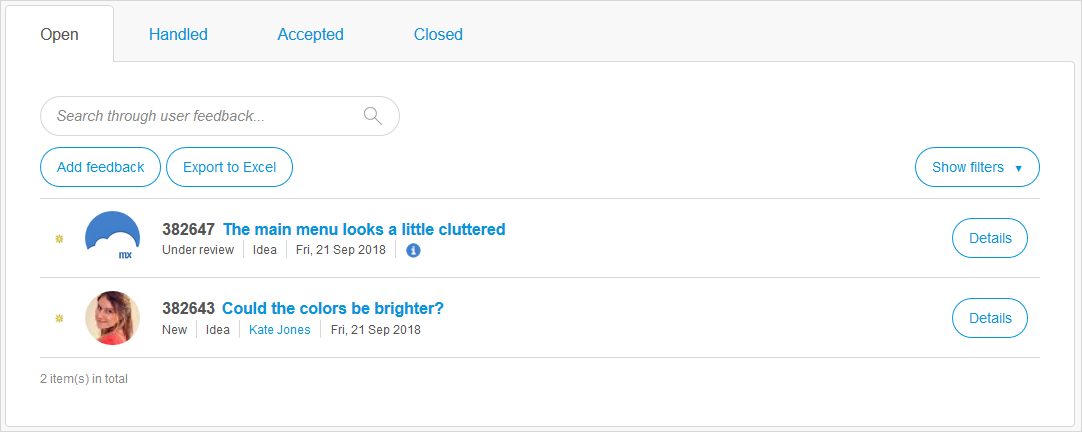 Open Handled Accepted Closed
Search through user feedback...
Add feedback Export to Excel Show filters ▼
382647 The main menu looks a little cluttered
mx Under review Idea Fri, 21 Sep 2018 i Details
382643 Could the colors be brighter?
New Idea Kate Jones Fri, 21 Sep 2018 Details
2 item(s) in total